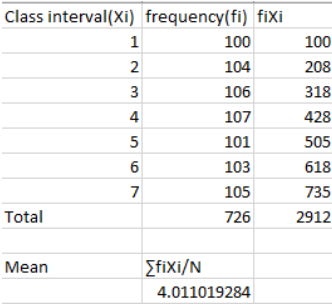 Class interval(Xi) frequency(fi) fiXi
1 100 100
2 104 208
3 106 318
4 107 428
5 101 505
6 103 618
7 105 735
Total 726 2912
Mean ∑fiXi/N
4.011019284